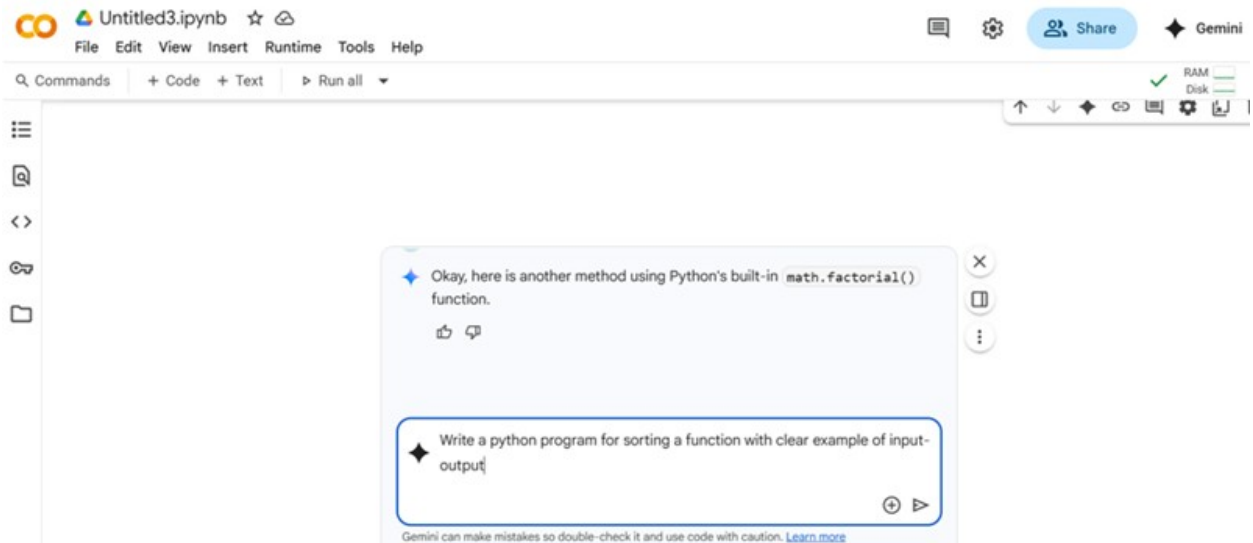 CO Untitled3.ipynb
File Edit View Insert Runtime Tools Help
Share
Gemini
Commands + Code + Text Run all
RAM
Disk
Okay, here is another method using Python's built-in math.factorial()
function.
Write a python program for sorting a function with clear example of input-
output
Gemini can make mistakes so double-check it and use code with caution. Learn more